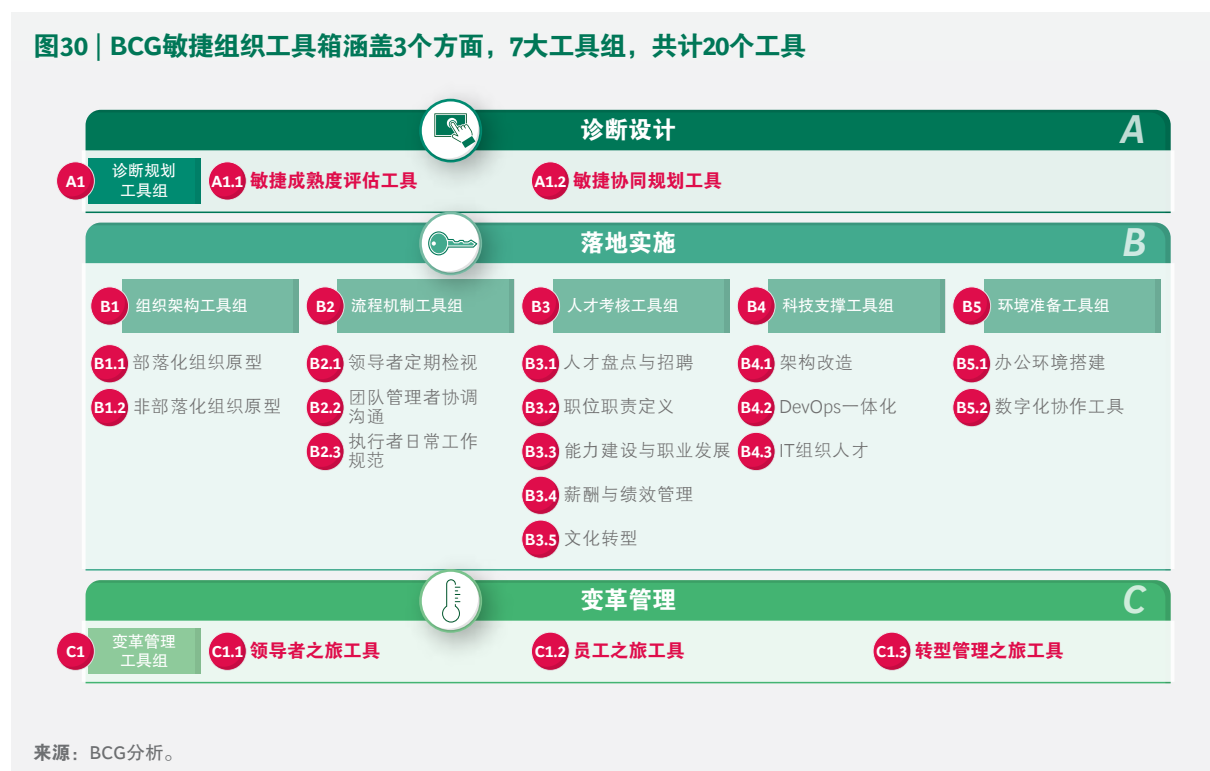 图30 | BCG敏捷组织工具箱涵盖3个方面，7大工具组，共计20个工具
诊断设计 A
A1 诊断规划
工具组
A1.1 敏捷成熟度评估工具
A1.2 敏捷协同规划工具
落地实施 B
B1 组织架构工具组
B2 流程机制工具组
B3 人才考核工具组
B4 科技支撑工具组
B5 环境准备工具组
B1.1 部落化组织原型
B1.2 非部落化组织原型
B2.1 领导者定期检视
B2.2 团队管理者协调
沟通
B2.3 执行者日常工作
规范
B3.1 人才盘点与招聘
B3.2 职位职责定义
B3.3 能力建设与职业发展
B3.4 薪酬与绩效管理
B3.5 文化转型
B4.1 架构改造
B4.2 DevOps一体化
B4.3 IT组织人才
B5.1 办公环境搭建
B5.2 数字化协作工具
变革管理 C
C1 变革管理
工具组
C1.1 领导者之旅工具
C1.2 员工之旅工具
C1.3 转型管理之旅工具
来源：BCG分析。